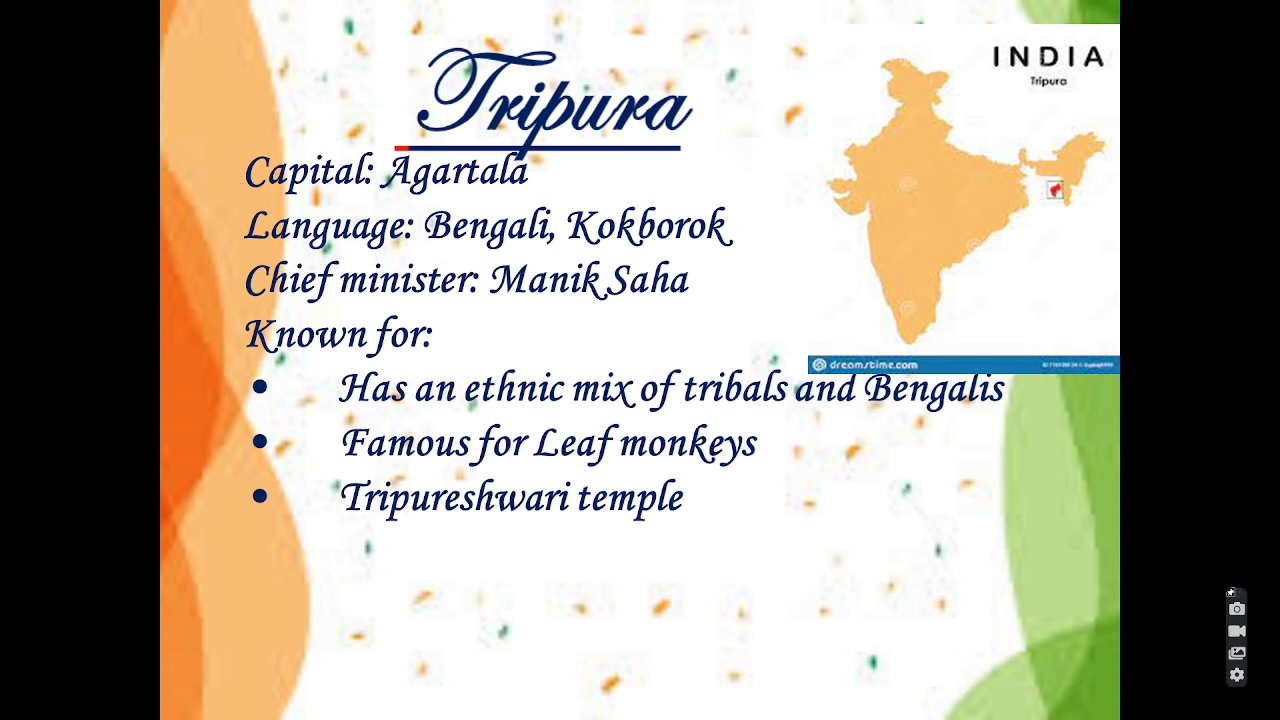 Tripura
INDIA
Tripura
Capital: Agartala
Language: Bengali, Kokborok
Chief minister: Manik Saha
Known for:
dreamstime.com
• Has an ethnic mix of tribals and Bengalis
• Famous for Leaf monkeys
• Tripureshwari temple